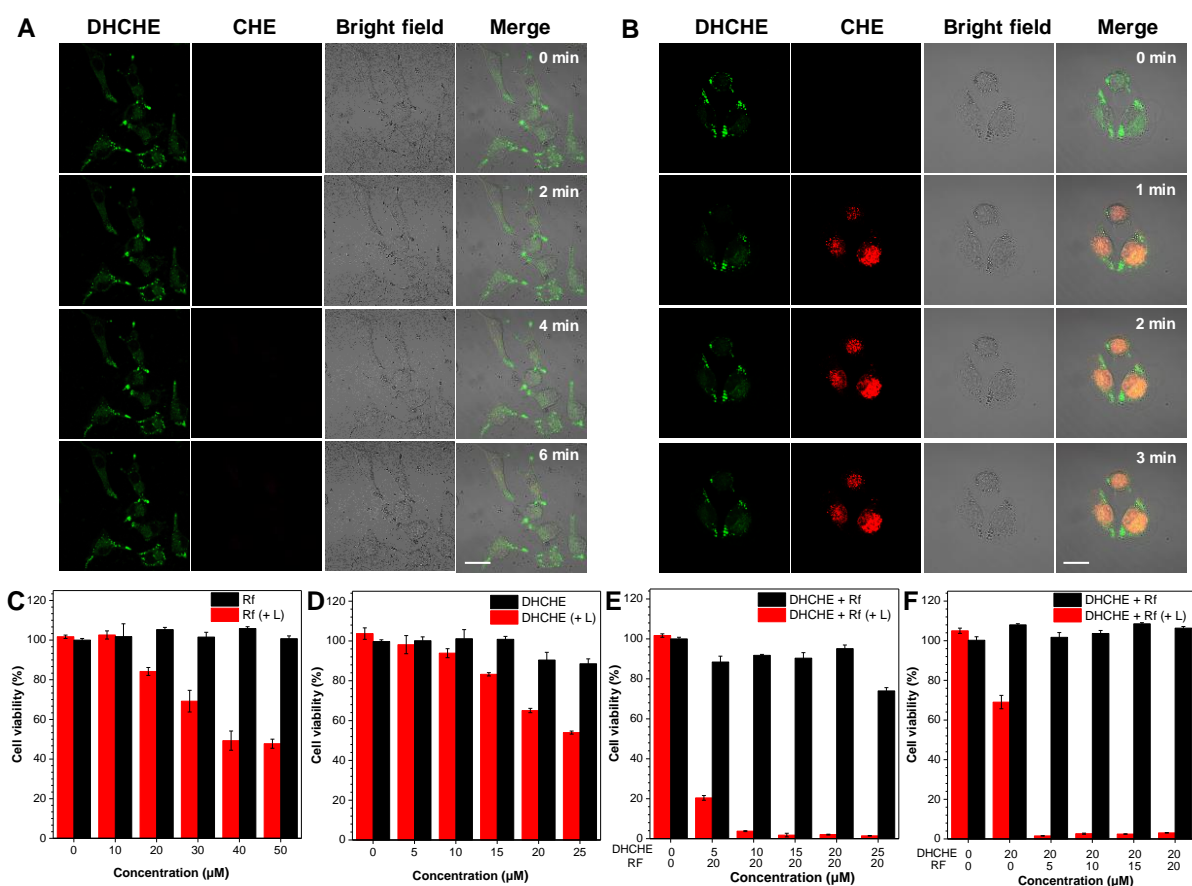 A
DHCHE CHE Bright field Merge
0 min
2 min
4 min
6 min
B
DHCHE CHE Bright field Merge
0 min
1 min
2 min
3 min
C
Rf
Rf (+ L)
Cell viability (%)
120
100
80
60
40
20
0
0 10 20 30 40 50
Concentration (µM)
D
DHCHE
DHCHE (+ L)
Cell viability (%)
120
100
80
60
40
20
0
0 5 10 15 20 25
Concentration (µM)
E
DHCHE + Rf
DHCHE + Rf (+ L)
Cell viability (%)
120
100
80
60
40
20
0
DHCHE 0 5 10 15 20 25
RF 0 20 20 20 20 20
Concentration (µM)
F
DHCHE + Rf
DHCHE + Rf (+ L)
Cell viability (%)
120
100
80
60
40
20
0
DHCHE 0 20 20 20 20 20
RF 0 0 5 10 15 20
Concentration (µM)